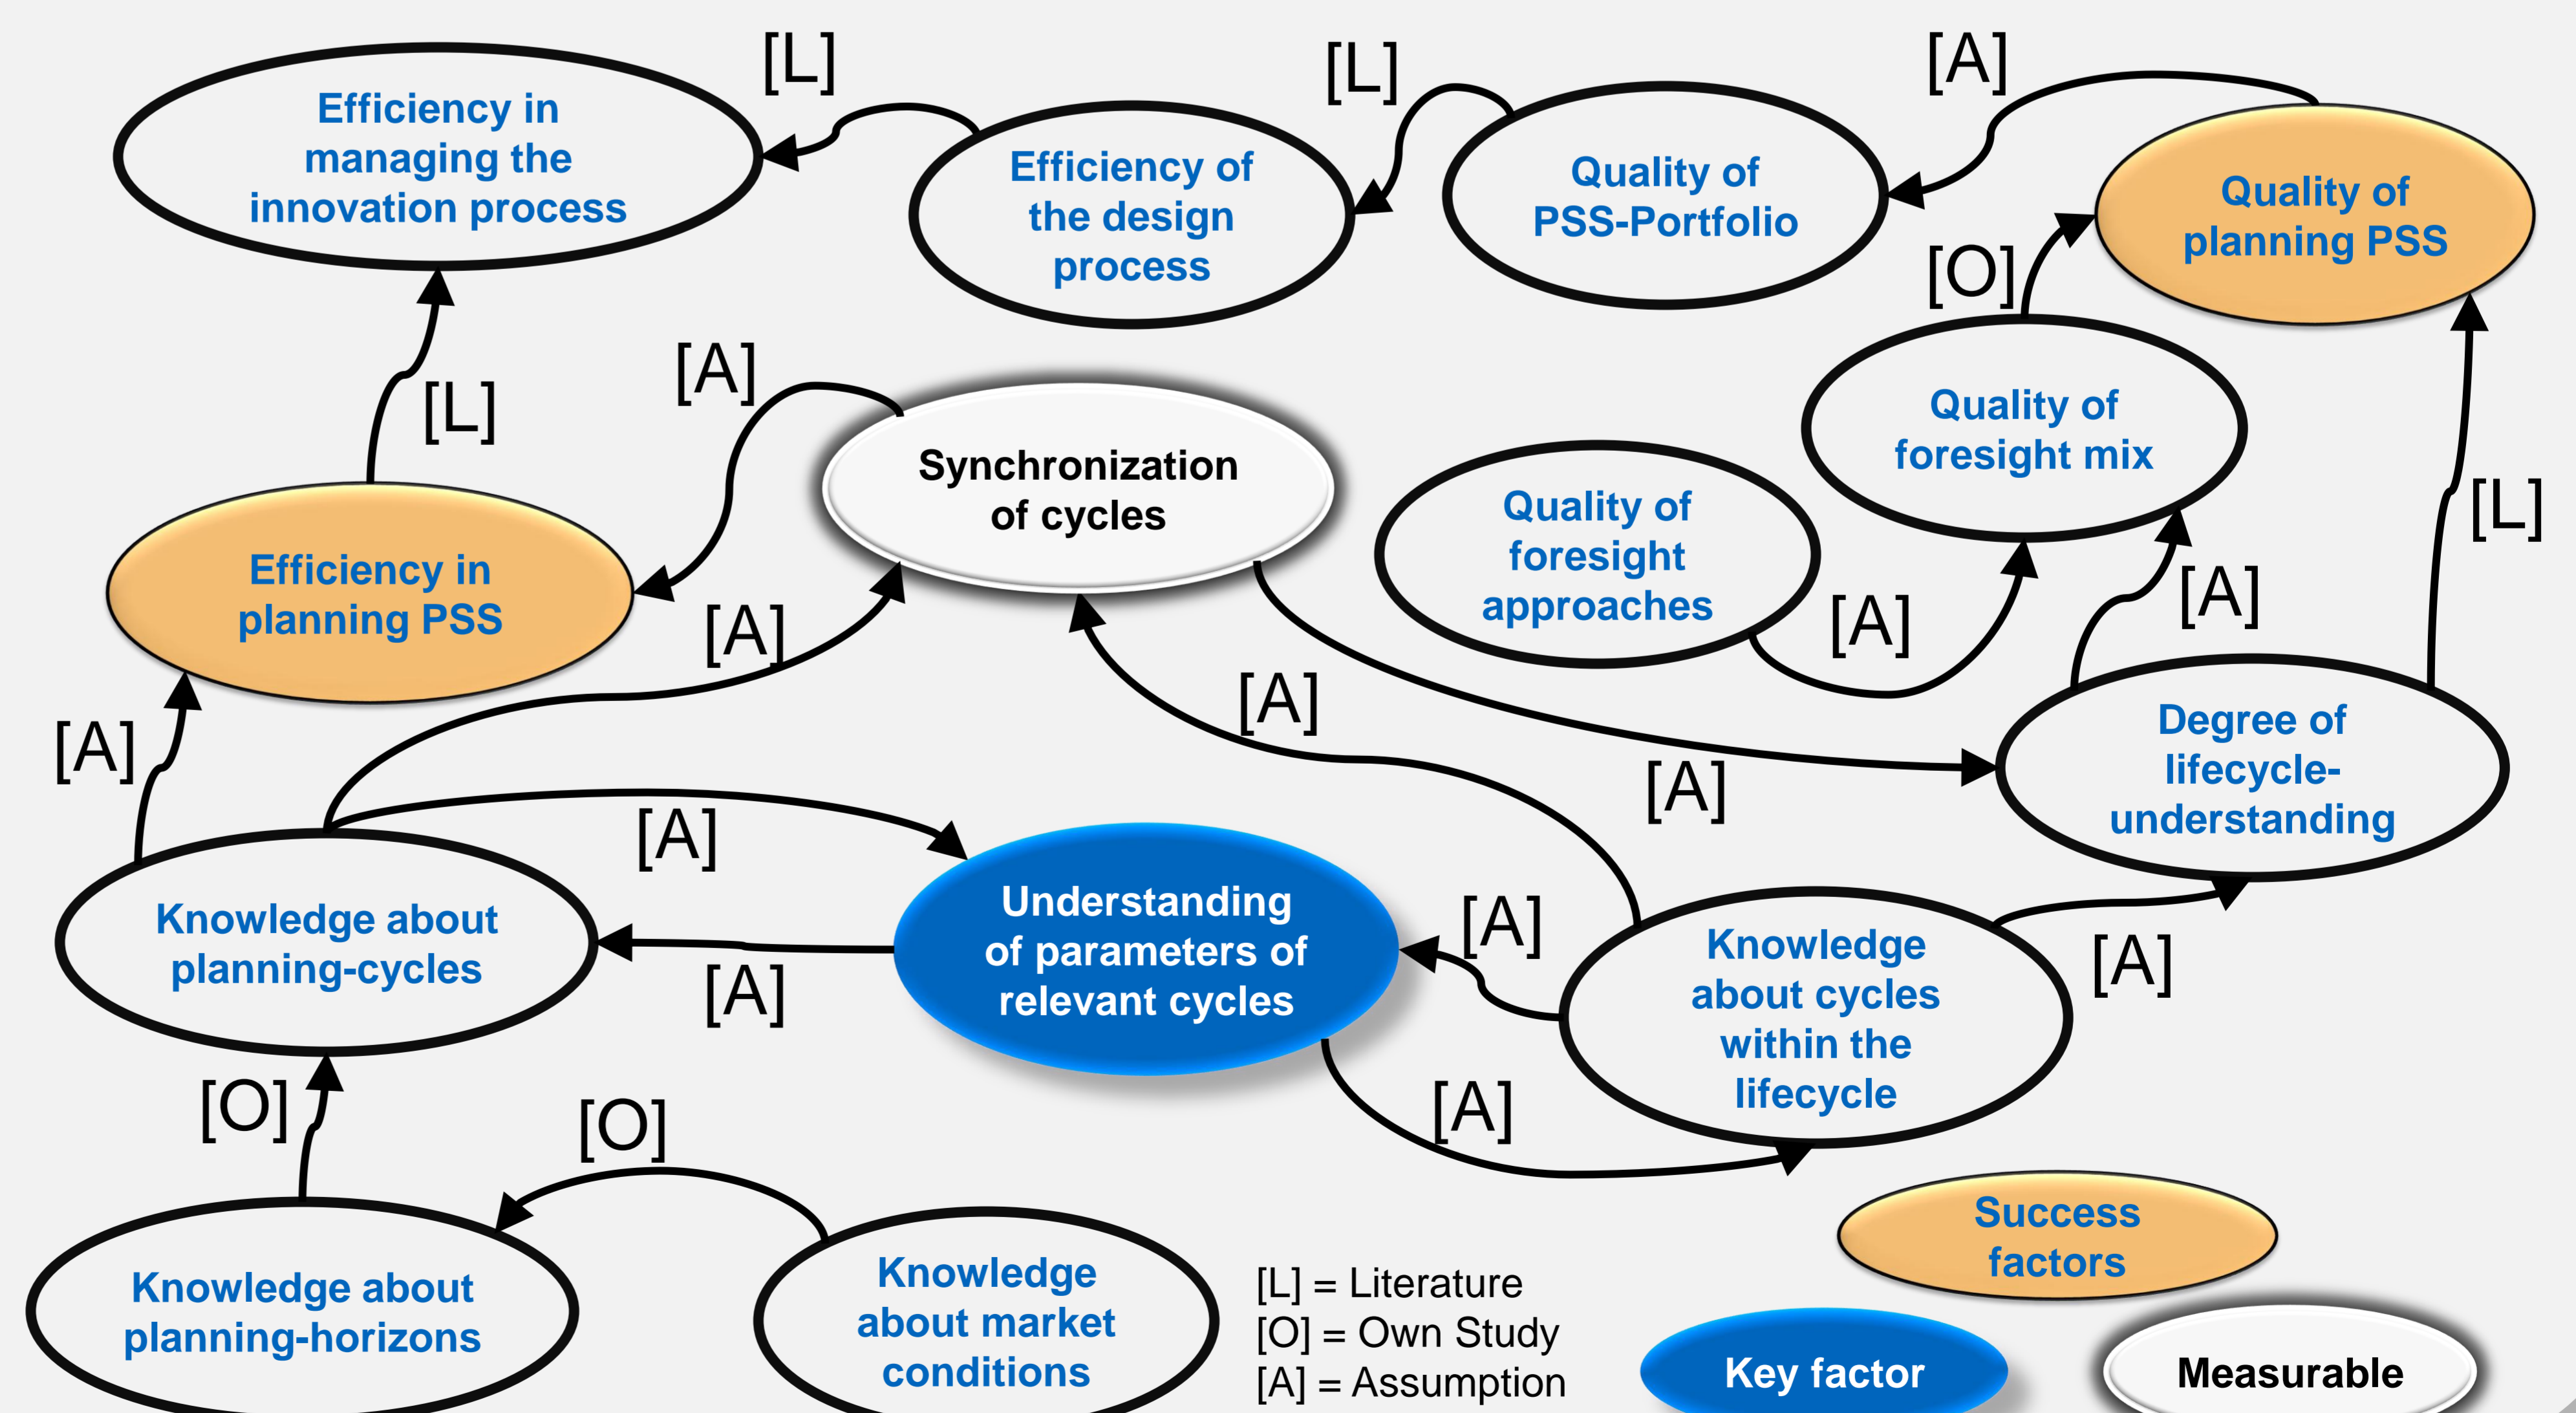 [L]
[L]
[A]
Efficiency in
managing the
innovation process
Efficiency of
the design
process
Quality of
PSS-Portfolio
Quality of
planning PSS
[O]
[L]
[A]
Synchronization
of cycles
Quality of
foresight mix
Quality of
foresight
approaches
[L]
Efficiency in
planning PSS
[A]
[A]
[A]
[A]
[A]
[A]
Degree of
lifecycle-
understanding
[A]
Knowledge about
planning-cycles
[A]
Understanding
of parameters of
relevant cycles
[A]
Knowledge
about cycles
within the
lifecycle
[A]
[O]
[O]
[A]
Knowledge about
planning-horizons
Knowledge
about market
conditions
[L] = Literature
[O] = Own Study
[A] = Assumption
Success
factors
Key factor
Measurable